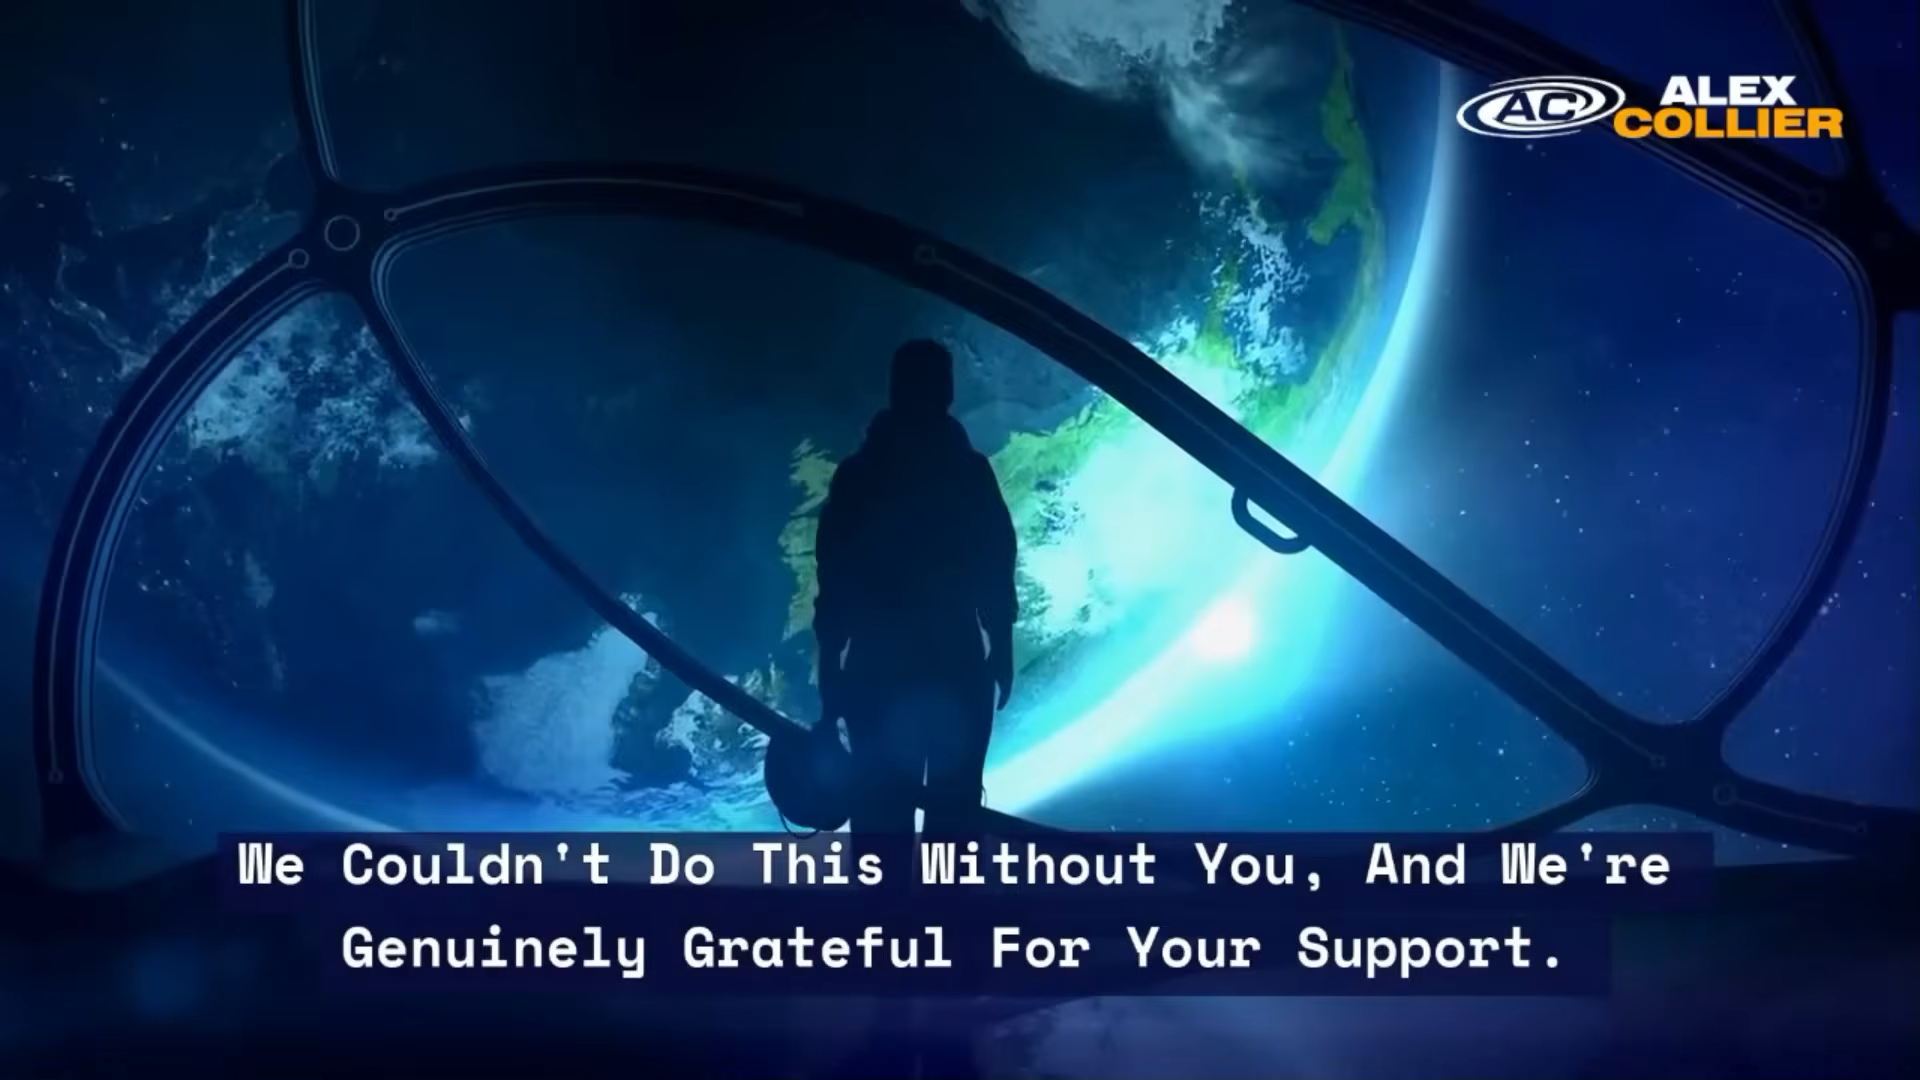 AC
ALEX
COLLIER
We Couldn't Do This Without You, And We're
Genuinely Grateful For Your Support.